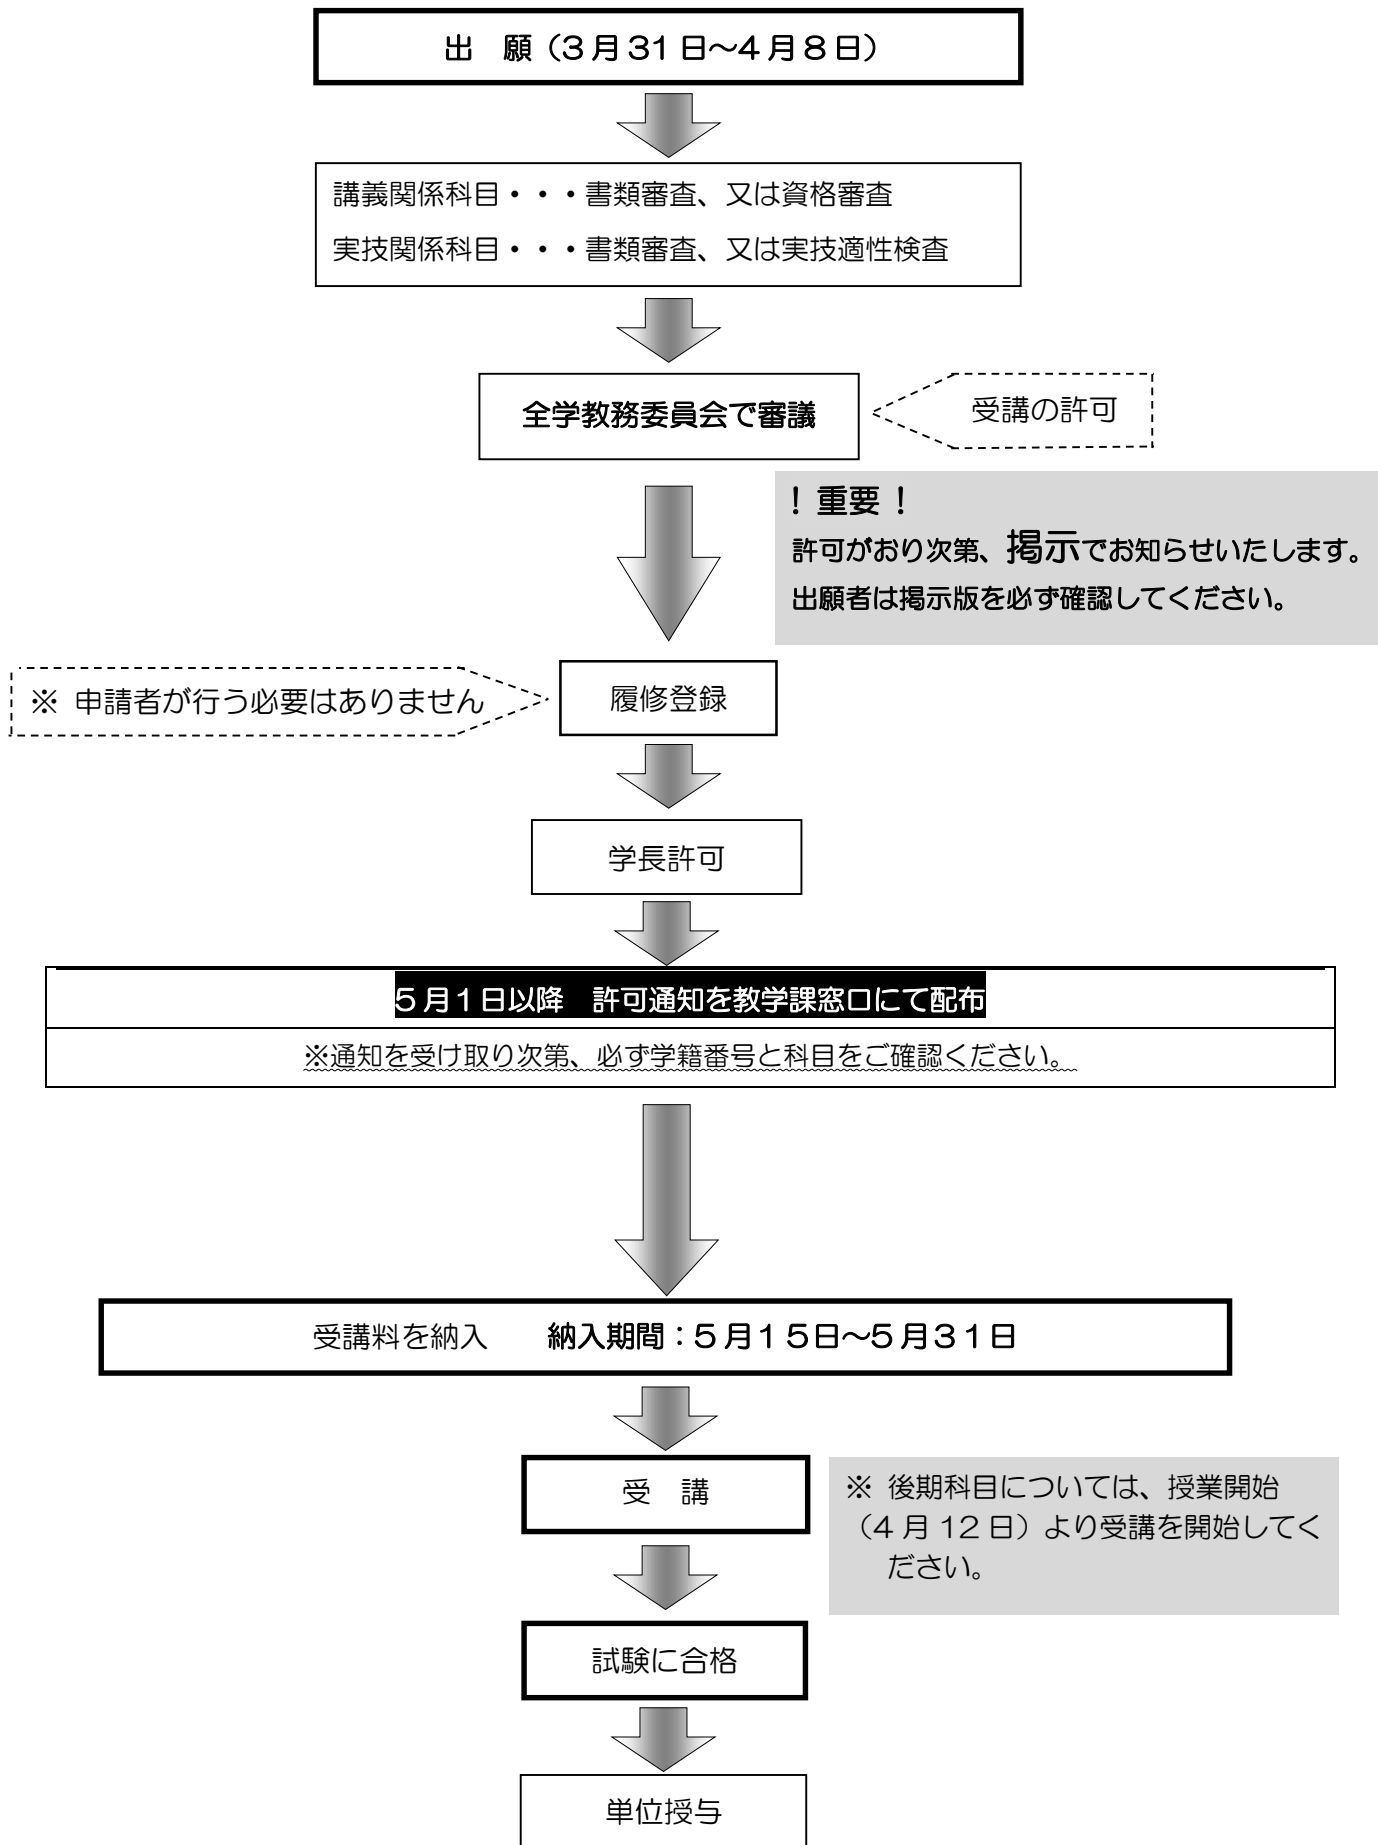 出　願（３月31日～４月８日）
講義関係科目・・・書類審査、又は資格審査
実技関係科目・・・書類審査、又は実技適性検査
全学教務委員会で審議
受講の許可
！重要！
許可がおり次第、掲示でお知らせいたします。
出願者は掲示版を必ず確認してください。
※ 申請者が行う必要はありません
履修登録
学長許可
５月１日以降　許可通知を教学課窓口にて配布
※通知を受け取り次第、必ず学籍番号と科目をご確認ください。
受講料を納入　　納入期間：５月１５日～５月３１日
受　講
※ 後期科目については、授業開始
（４月12日）より受講を開始してく
ださい。
試験に合格
単位授与